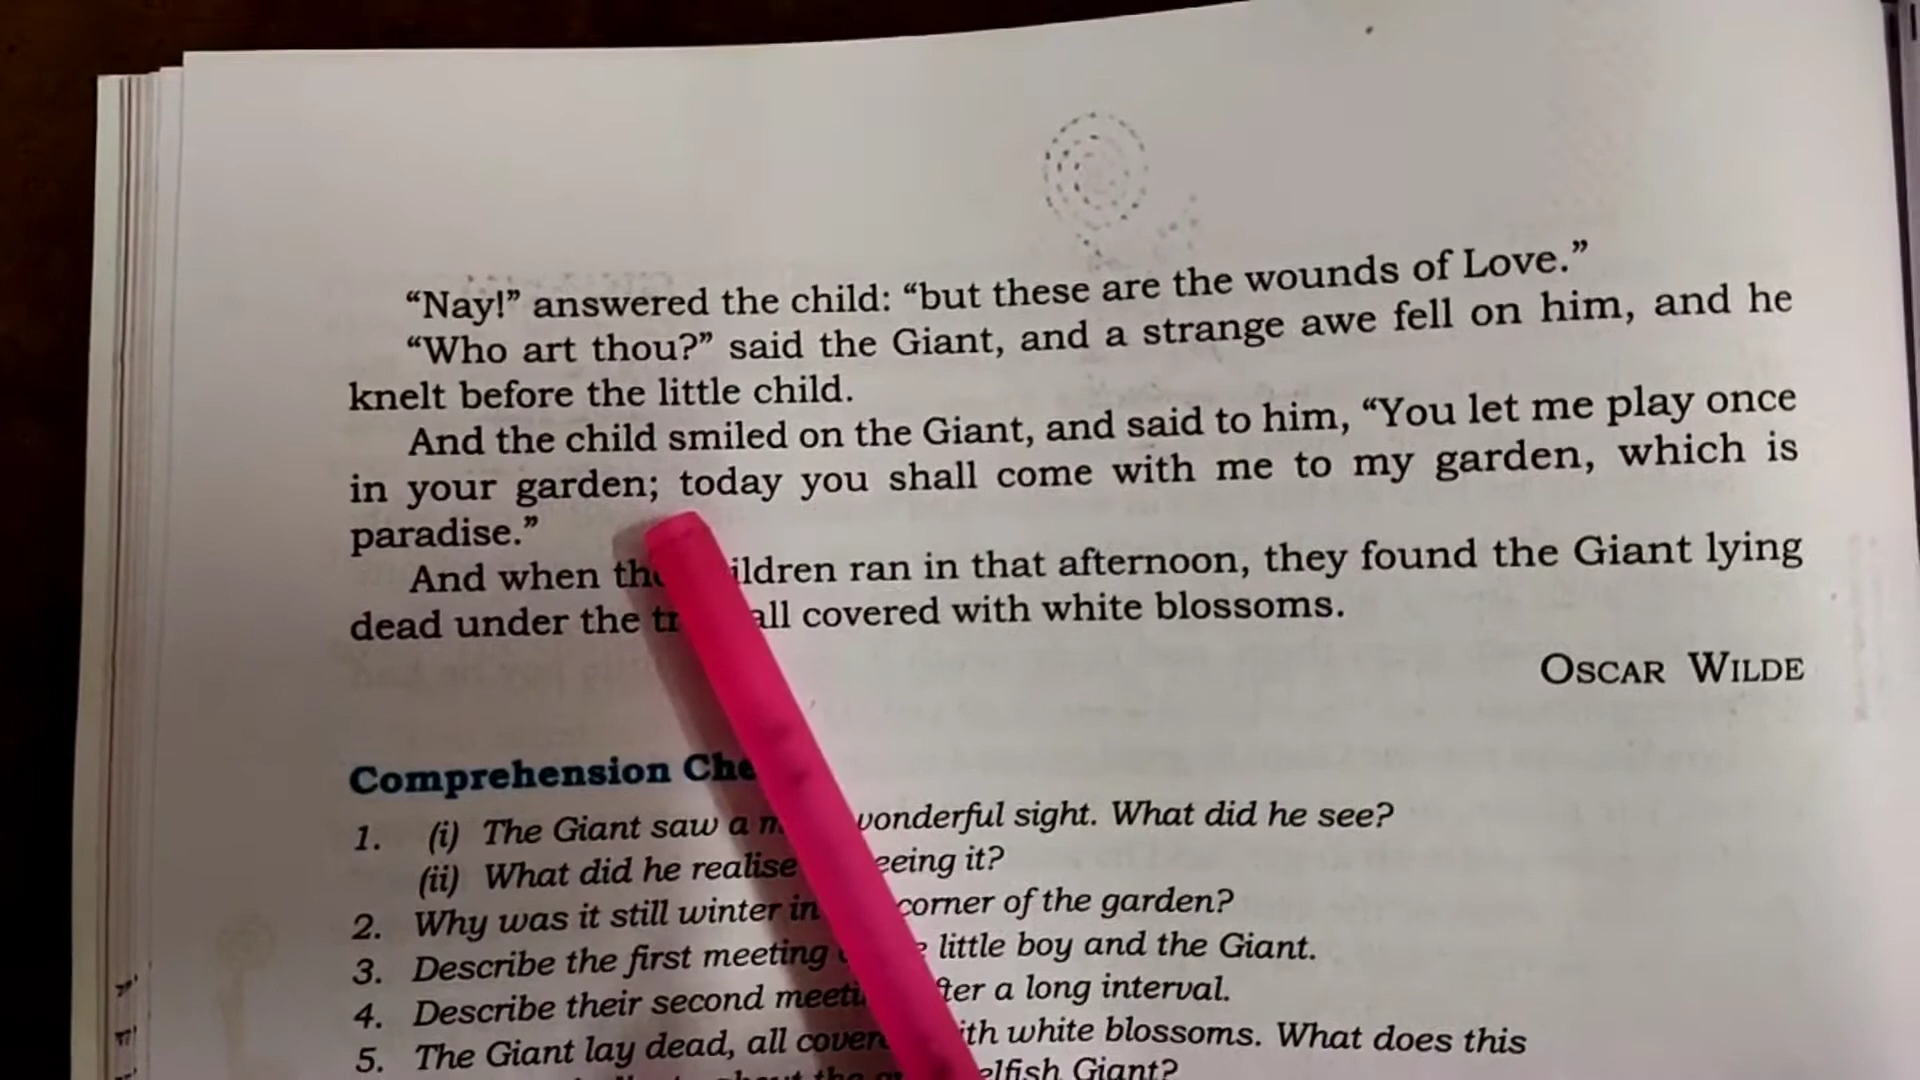 “Nay!” answered the child: “but these are the wounds of Love.”
“Who art thou?” said the Giant, and a strange awe fell on him, and he
knelt before the little child.
And the child smiled on the Giant, and said to him, “You let me play once
in your garden; today you shall come with me to my garden, which is
paradise.”
And when ran in that afternoon, they found the Giant lying
dead under the all covered with white blossoms.
OSCAR WILDE
Comprehension
1. (i) The Giant saw a wonderful sight. What did he see?
(ii) What did he realise seeing it?
2. Why was it still winter in corner of the garden?
3. Describe the first meeting little boy and the Giant.
4. Describe their second a long interval.
5. The Giant lay dead, all white blossoms. What does this
Giant?